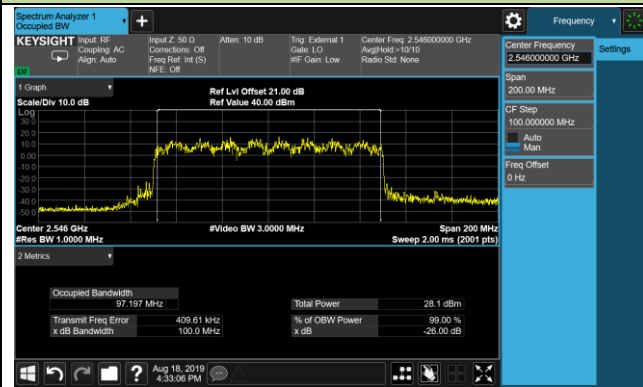 Spectrum Analyzer 1
Occupied BW
Frequency
KEYSIGHT
Input: RF
Coupling: AC
Align: Auto
Input Z: 50 Ω
Corrections: Off
Freq Ref: Int (S)
NFE: Off
Atten: 10 dB
Trig: External 1
Gate: LO
#IF Gain: Low
Center Freq: 2.546000000 GHz
Avg|Hold:>10/10
Radio Std: None
Center Frequency
2.546000000 GHz
Settings
Span
200.00 MHz
CF Step
100.000000 MHz
Auto
Man
Freq Offset
0 Hz
1 Graph
Scale/Div 10.0 dB
Ref Lvl Offset 21.00 dB
Ref Value 40.00 dBm
Log
30.0
20.0
10.0
0.00
-10.0
-20.0
-30.0
-40.0
-50.0
Center 2.546 GHz
#Res BW 1.0000 MHz
#Video BW 3.0000 MHz
Span 200 MHz
Sweep 2.00 ms (2001 pts)
2 Metrics
Occupied Bandwidth
97.197 MHz
Total Power 28.1 dBm
Transmit Freq Error 409.61 kHz
% of OBW Power 99.00 %
x dB Bandwidth 100.0 MHz
x dB -26.00 dB
?
Aug 18, 2019
4:33:06 PM